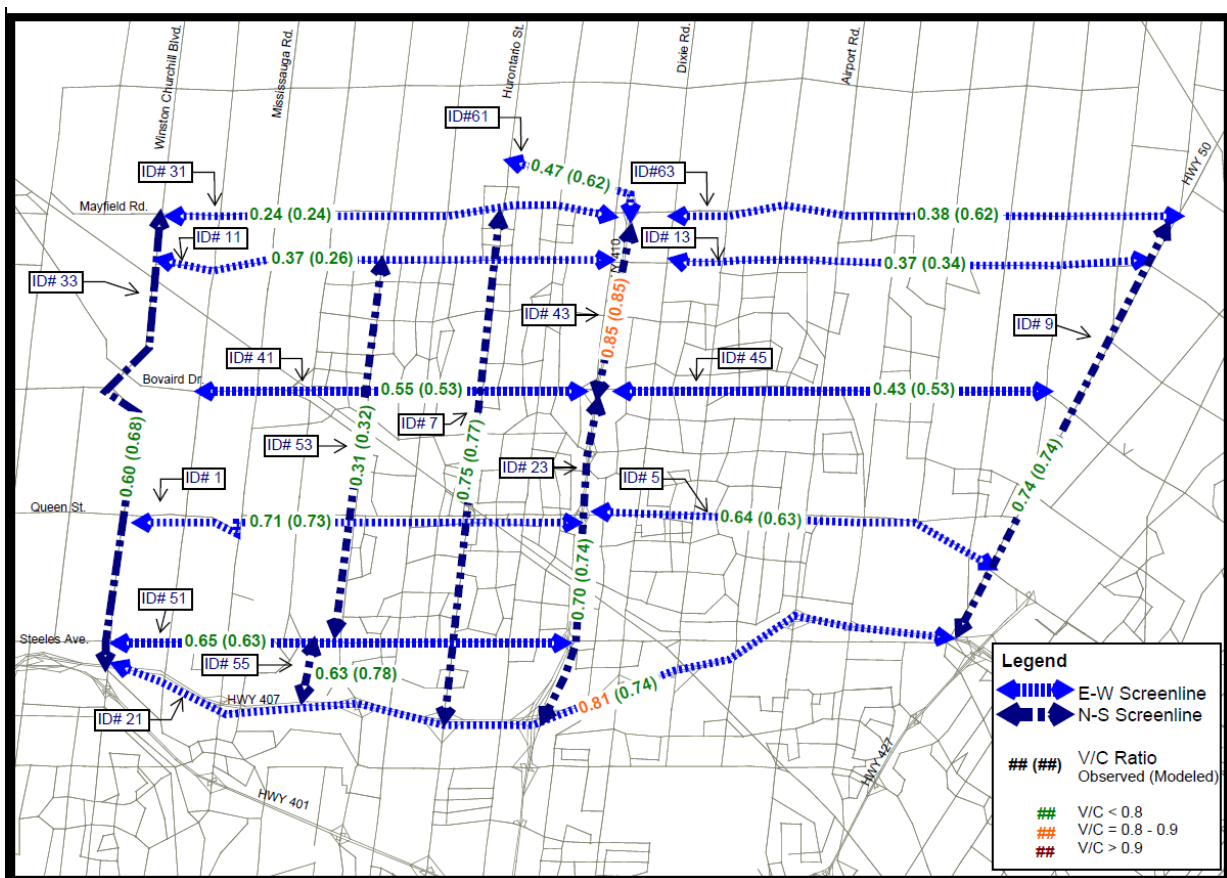 Winston Churchill Blvd.
Mississauga Rd.
Hurontario St.
Dixie Rd.
Airport Rd.
HWY 50
ID#61
ID# 31
0.47 (0.62)
ID#63
Mayfield Rd.
0.24 (0.24)
0.38 (0.62)
ID# 11
ID# 13
0.37 (0.26)
0.37 (0.34)
ID# 33
410
ID# 43
0.85 (0.85)
ID# 9
ID# 41
ID# 45
Bovaird Dr.
0.55 (0.53)
0.43 (0.53)
ID# 7
ID# 53
0.31 (0.32)
0.75 (0.77)
0.60 (0.68)
ID# 23
ID# 1
ID# 5
0.74 (0.74)
Queen St.
0.71 (0.73)
0.64 (0.63)
0.70 (0.74)
ID# 51
Steeles Ave.
0.65 (0.63)
ID# 55
0.63 (0.78)
HWY 407
0.81 (0.74)
ID# 21
HWY 401
HWY 427
Legend
E-W Screenline
N-S Screenline
## (##) V/C Ratio
Observed (Modeled)
## V/C < 0.8
## V/C = 0.8 - 0.9
## V/C > 0.9